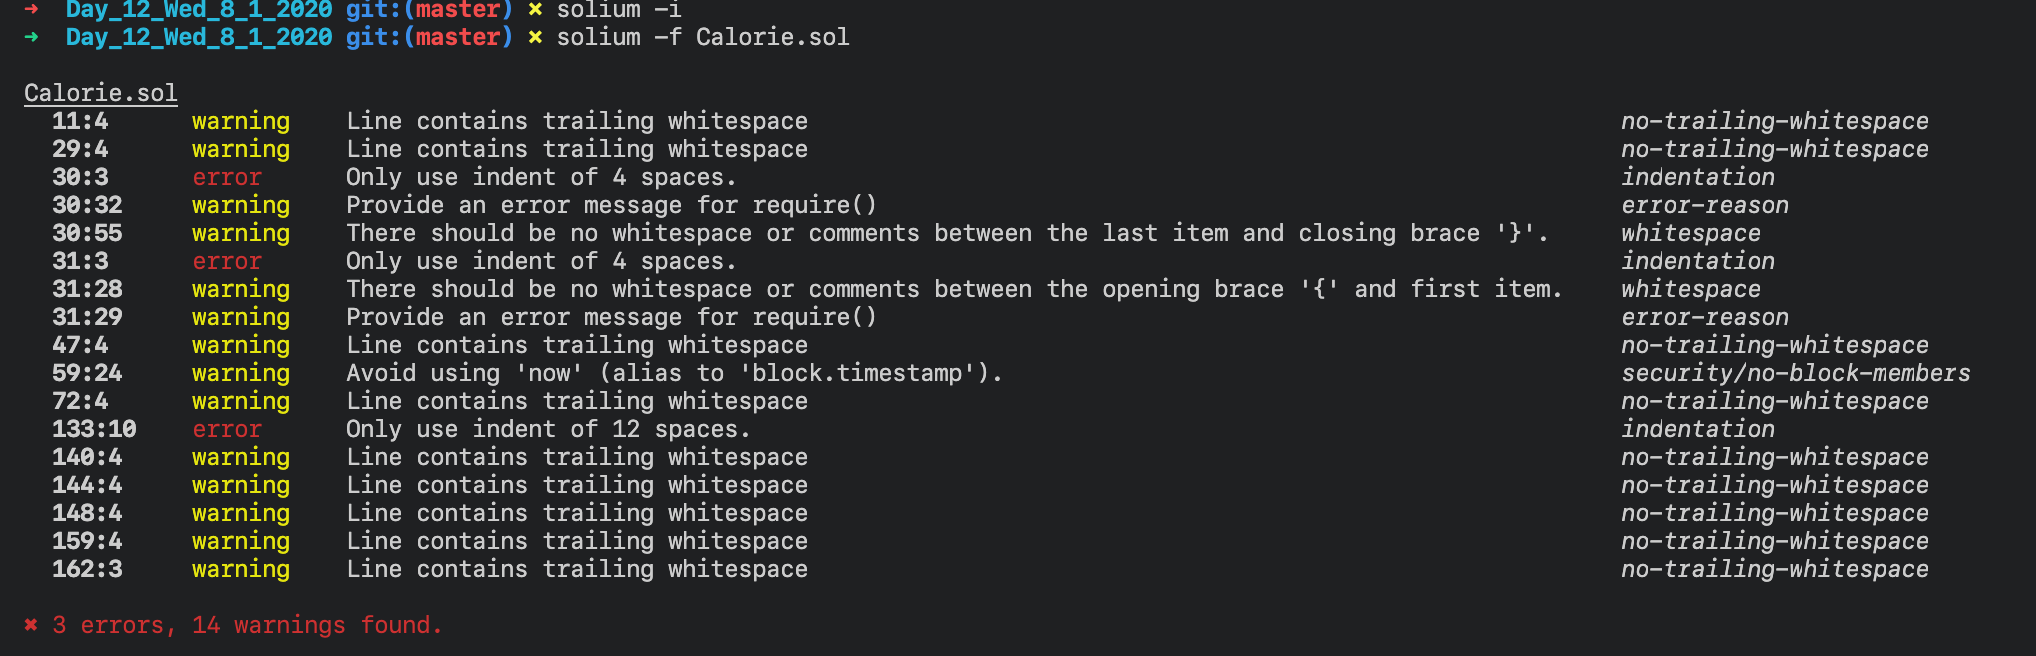 ➜ Day_12_Wed_8_1_2020 git:(master) ✗ solium -i
➜ Day_12_Wed_8_1_2020 git:(master) ✗ solium -f Calorie.sol
Calorie.sol
11:4 warning Line contains trailing whitespace no-trailing-whitespace
29:4 warning Line contains trailing whitespace no-trailing-whitespace
30:3 error Only use indent of 4 spaces. indentation
30:32 warning Provide an error message for require() error-reason
30:55 warning There should be no whitespace or comments between the last item and closing brace '}'. whitespace
31:3 error Only use indent of 4 spaces. indentation
31:28 warning There should be no whitespace or comments between the opening brace '{' and first item. whitespace
31:29 warning Provide an error message for require() error-reason
47:4 warning Line contains trailing whitespace no-trailing-whitespace
59:24 warning Avoid using 'now' (alias to 'block.timestamp'). security/no-block-members
72:4 warning Line contains trailing whitespace no-trailing-whitespace
133:10 error Only use indent of 12 spaces. indentation
140:4 warning Line contains trailing whitespace no-trailing-whitespace
144:4 warning Line contains trailing whitespace no-trailing-whitespace
148:4 warning Line contains trailing whitespace no-trailing-whitespace
159:4 warning Line contains trailing whitespace no-trailing-whitespace
162:3 warning Line contains trailing whitespace no-trailing-whitespace
✖ 3 errors, 14 warnings found.